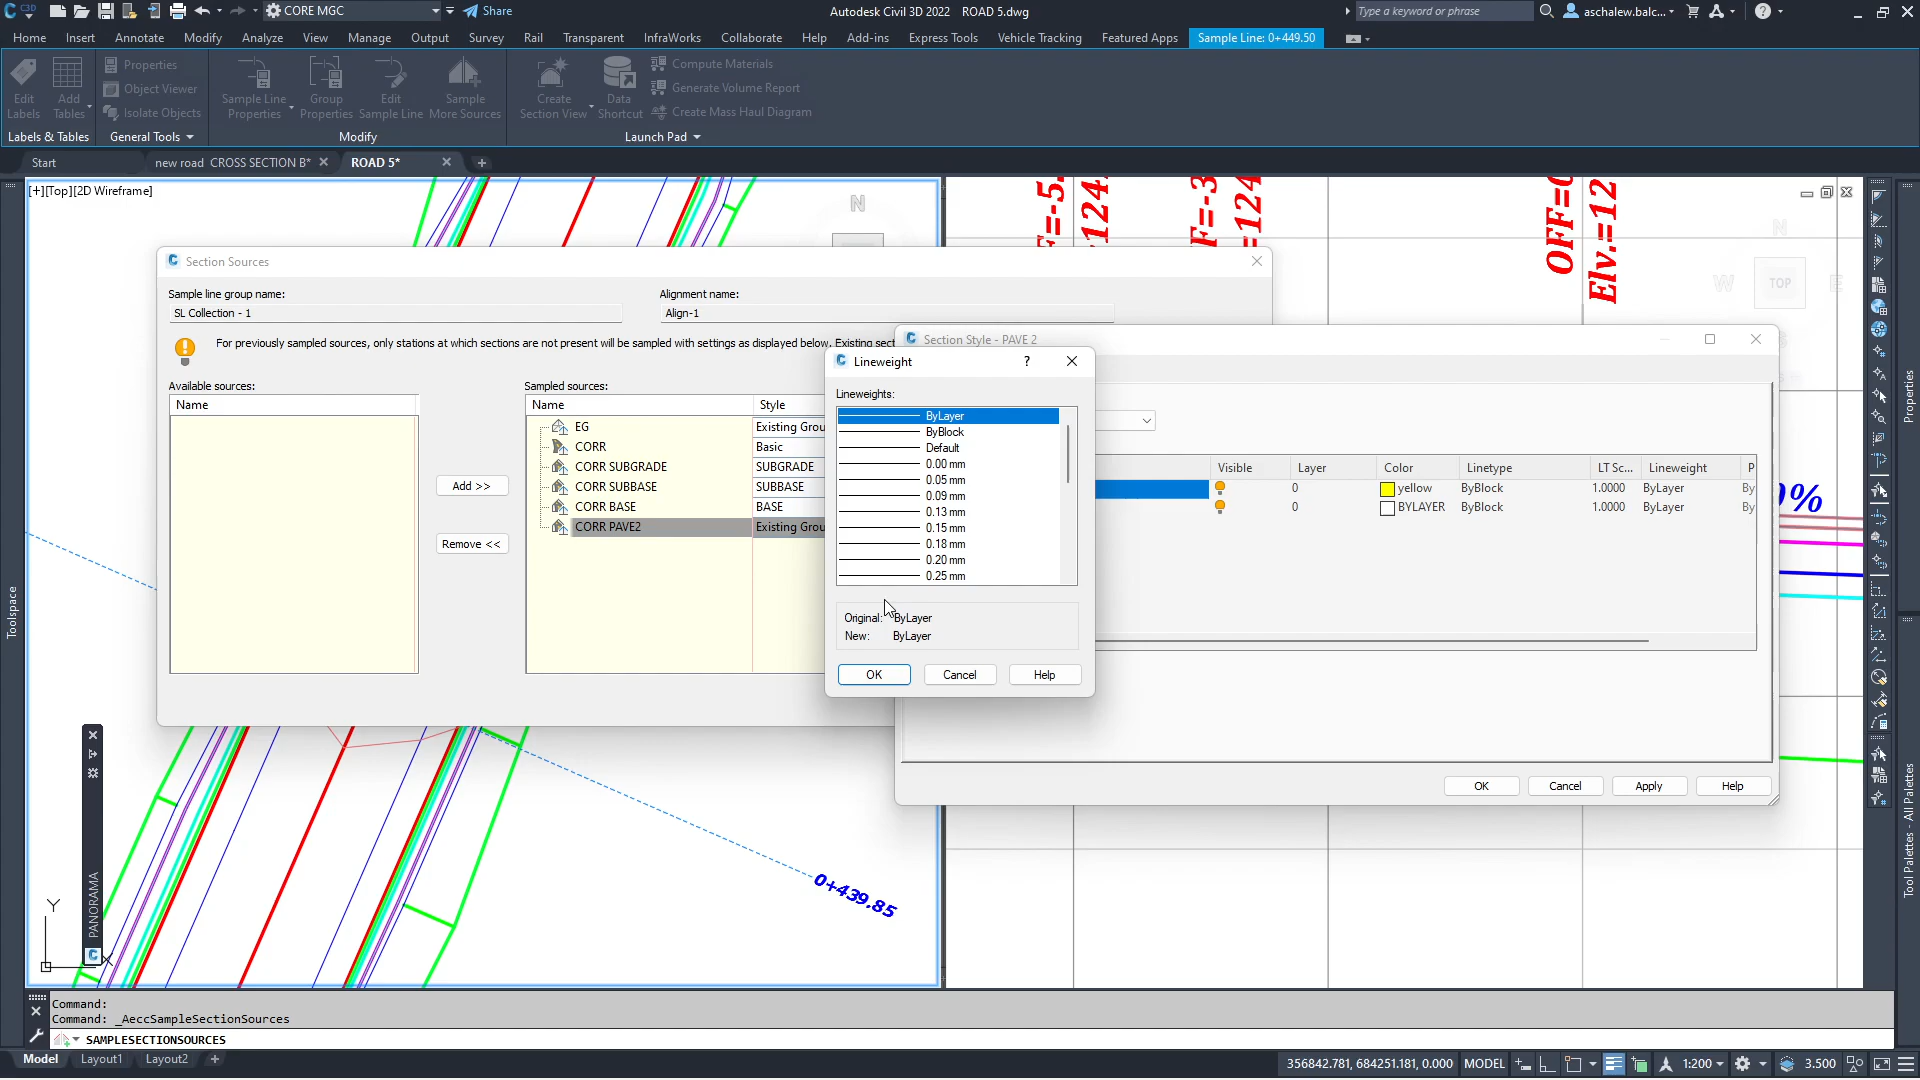 C3D
CORE MGC
Share
Autodesk Civil 3D 2022 ROAD 5.dwg
Type a keyword or phrase
aschalew.balc...
Home Insert Annotate Modify Analyze View Manage Output Survey Rail Transparent InfraWorks Collaborate Help Add-ins Express Tools Vehicle Tracking Featured Apps Sample Line: 0+449.50
Edit Labels
Add Tables
Properties
Object Viewer
Isolate Objects
Sample Line Properties
Group Properties
Edit Sample Line
Sample More Sources
Create Section View
Data Shortcut
Compute Materials
Generate Volume Report
Create Mass Haul Diagram
Labels & Tables General Tools Modify Launch Pad
Start new road CROSS SECTION B* ROAD 5*
[+][Top][2D Wireframe]
N
F=-5.
124.
F=-3
=124
OFF=0
Elv.=12
N
W TOP E
Section Sources
Sample line group name: Alignment name:
SL Collection - 1 Align-1
For previously sampled sources, only stations at which sections are not present will be sampled with settings as displayed below. Existing sect
Available sources: Sampled sources:
Name Name Style
EG Existing Grou
CORR Basic
CORR SUBGRADE SUBGRADE
CORR SUBBASE SUBBASE
CORR BASE BASE
CORR PAVE2 Existing Grou
Add >>
Remove <<
Section Style - PAVE 2
Visible Layer Color Linetype LT Sc... Lineweight P
0 yellow ByBlock 1.0000 ByLayer By
0 BYLAYER ByBlock 1.0000 ByLayer By
OK Cancel Apply Help
Lineweight
?
Lineweights:
ByLayer
ByBlock
Default
0.00 mm
0.05 mm
0.09 mm
0.13 mm
0.15 mm
0.18 mm
0.20 mm
0.25 mm
Original: ByLayer
New: ByLayer
OK Cancel Help
%
0+439.85
Y
X
Toolspace
PANORAMA
Properties
Tool Palettes - All Palettes
Command:
Command: _AeccSampleSectionSources
SAMPLESECTIONSOURCES
Model Layout1 Layout2
356842.781, 684251.181, 0.000 MODEL 1:200 3.500